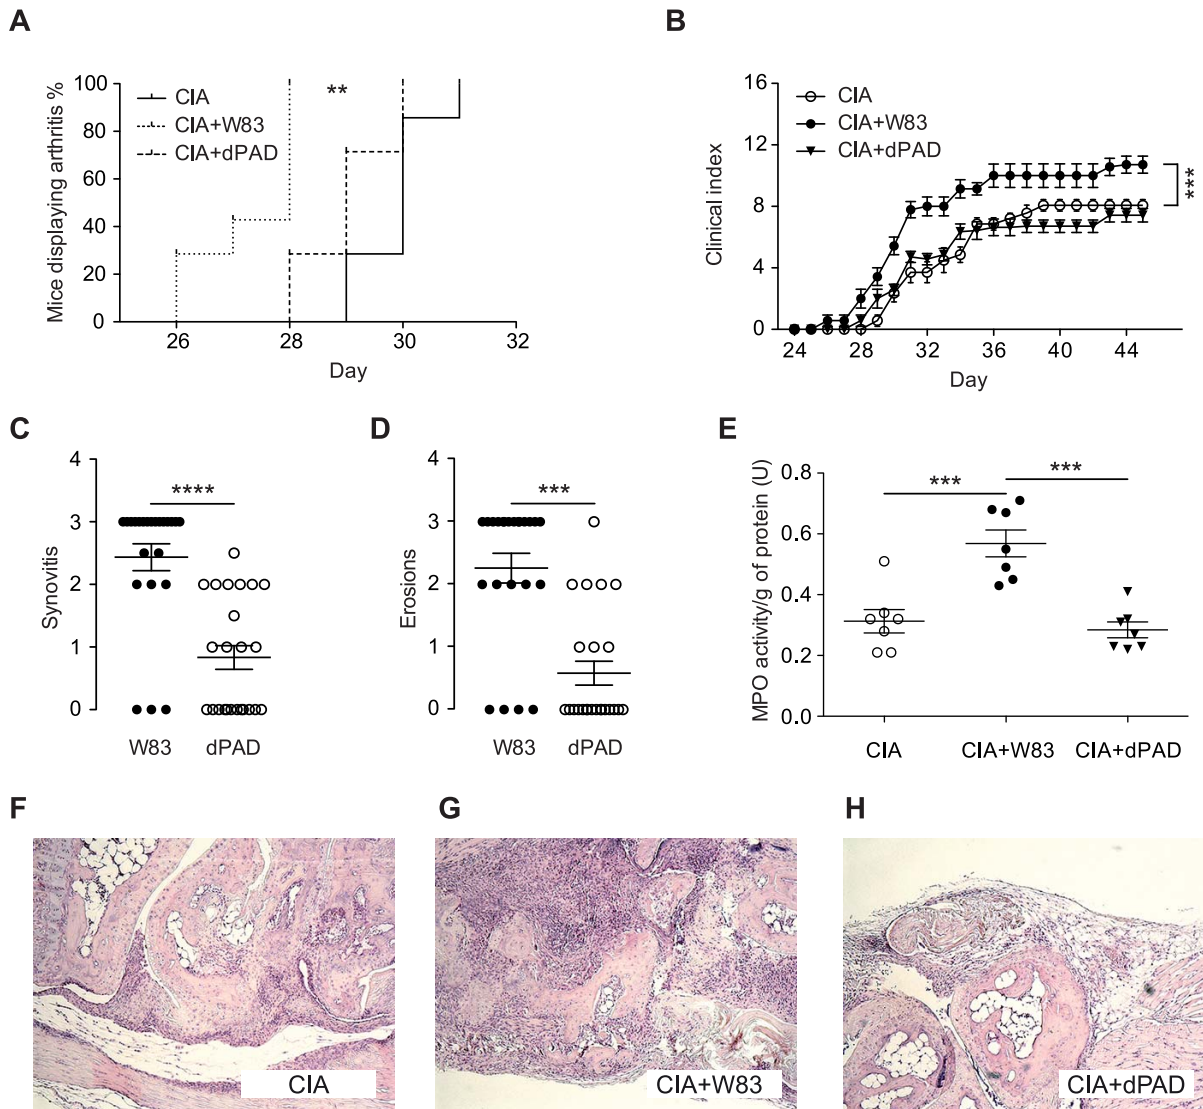 A
Mice displaying arthritis %
100
80
60
40
20
0
CIA
CIA+W83
CIA+dPAD
**
26
28
30
32
Day
B
Clinical index
16
12
8
4
0
CIA
CIA+W83
CIA+dPAD
***
24
28
32
36
40
44
Day
C
Synovitis
4
3
2
1
0
****
W83
dPAD
D
Erosions
4
3
2
1
0
***
W83
dPAD
E
MPO activity/g of protein (U)
0.8
0.6
0.4
0.2
0.0
***
***
CIA
CIA+W83
CIA+dPAD
F
CIA
G
CIA+W83
H
CIA+dPAD